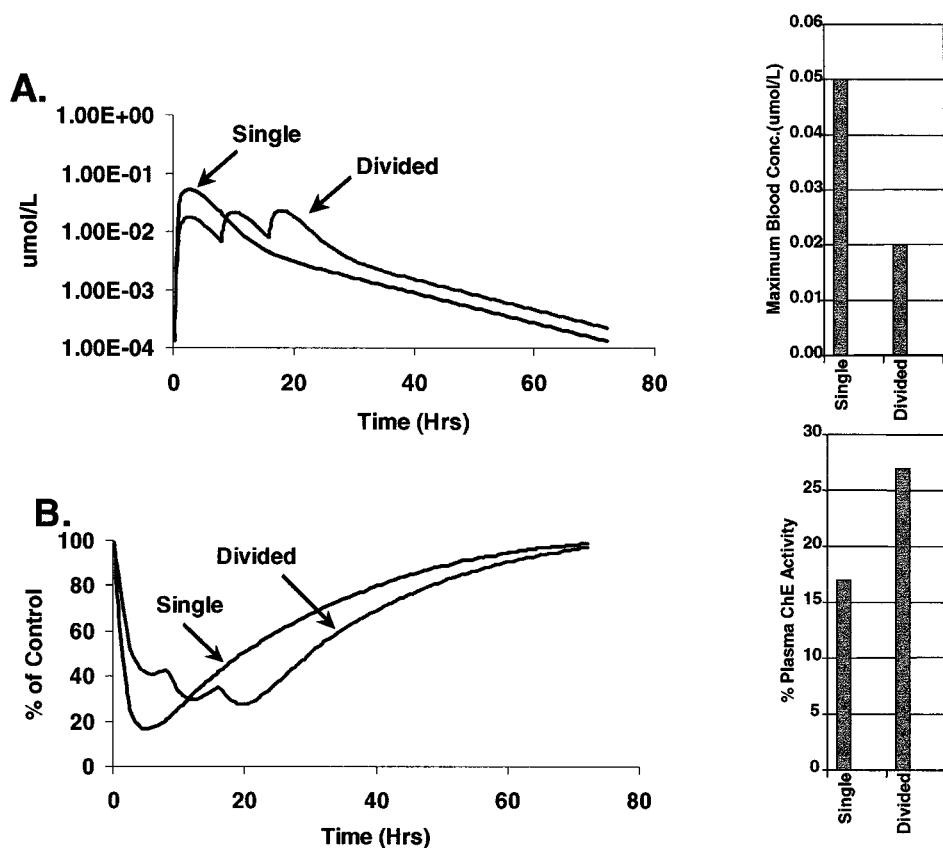 A.
umol/L
1.00E+00
1.00E-01
1.00E-02
1.00E-03
1.00E-04
Single
Divided
0 20 40 60 80
Time (Hrs)
Maximum Blood Conc.(umol/L)
0.06
0.05
0.04
0.03
0.02
0.01
0.00
Single
Divided
B.
% of Control
100
80
60
40
20
0
Single
Divided
0 20 40 60 80
Time (Hrs)
% Plasma ChE Activity
30
25
20
15
10
5
0
Single
Divided